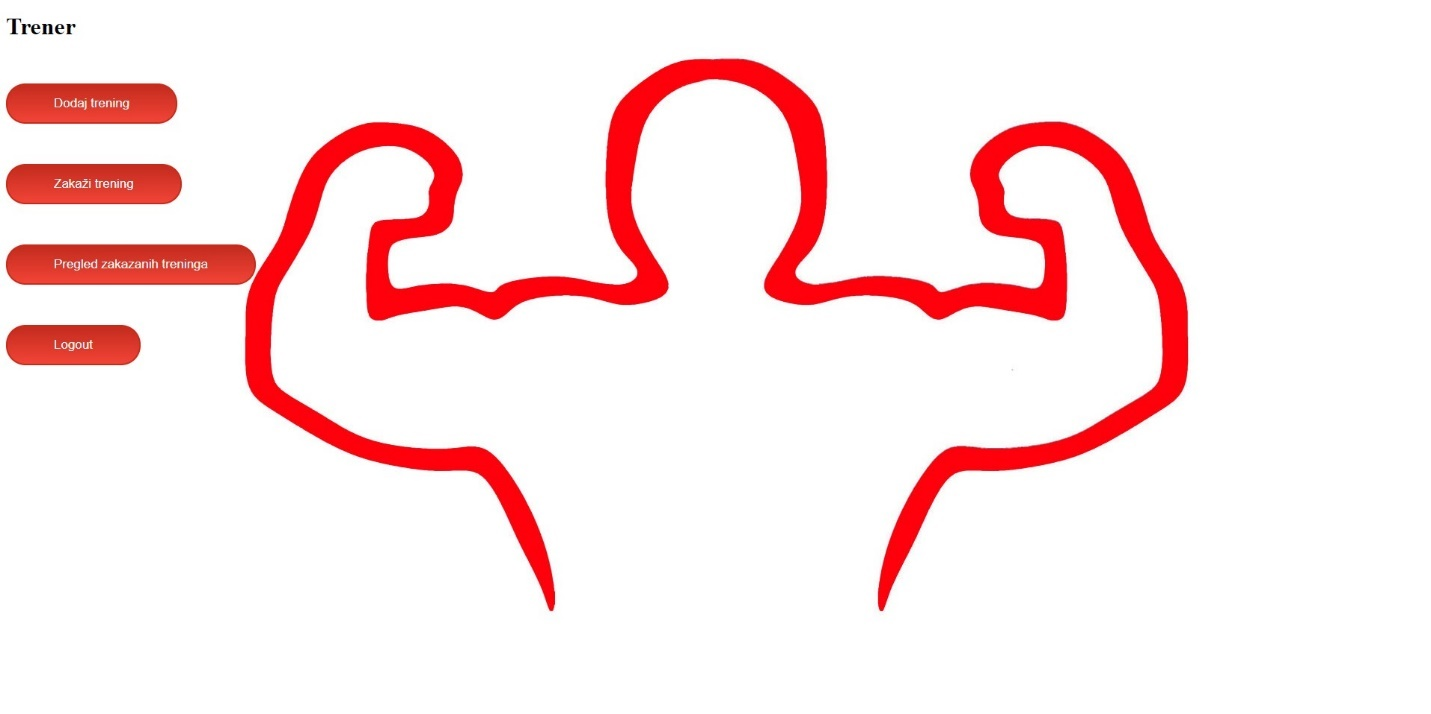 Trener
Dodaj trening
Zakaži trening
Pregled zakazanih treninga
Logout